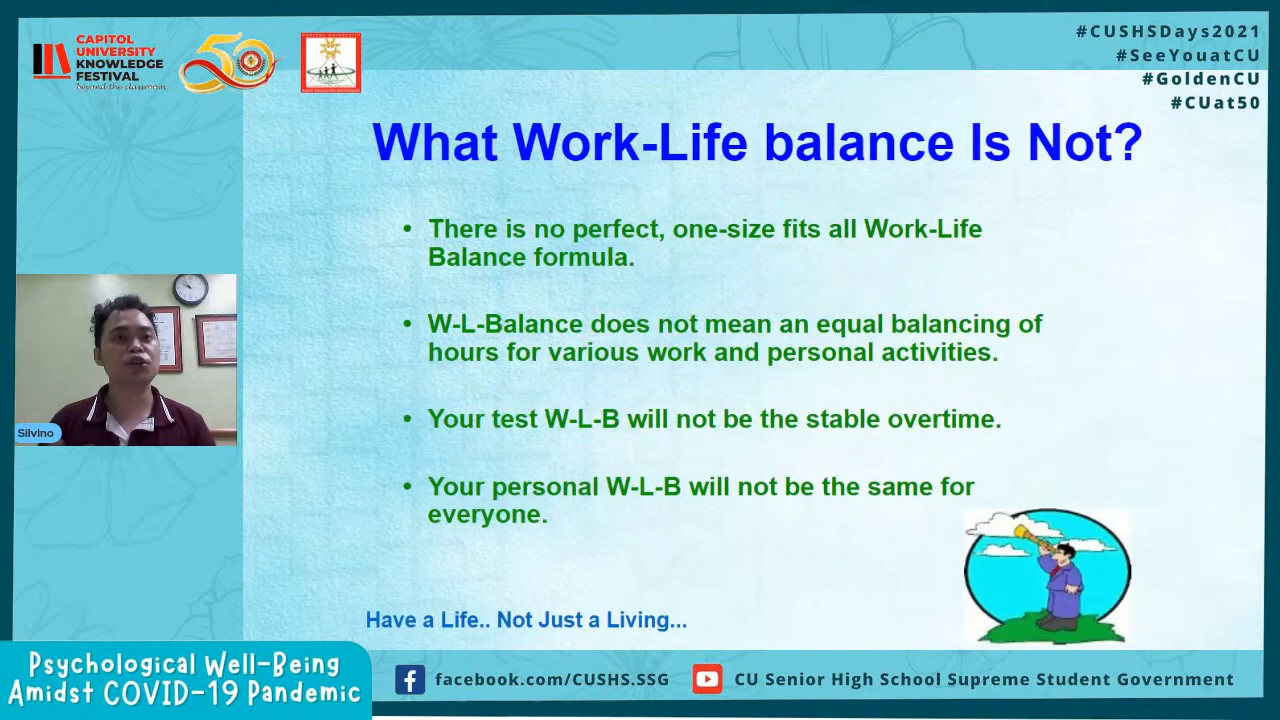 CAPITOL
UNIVERSITY
KNOWLEDGE
FESTIVAL
beyond the classroom
50
#CUSHSDays2021
#SeeYouatCU
#GoldenCU
#CUat50
What Work-Life balance Is Not?
• There is no perfect, one-size fits all Work-Life
Balance formula.
• W-L-Balance does not mean an equal balancing of
hours for various work and personal activities.
• Your test W-L-B will not be the stable overtime.
• Your personal W-L-B will not be the same for
everyone.
Have a Life.. Not Just a Living...
Silvino
Psychological Well-Being
Amidst COVID-19 Pandemic
facebook.com/CUSHS.SSG
CU Senior High School Supreme Student Government